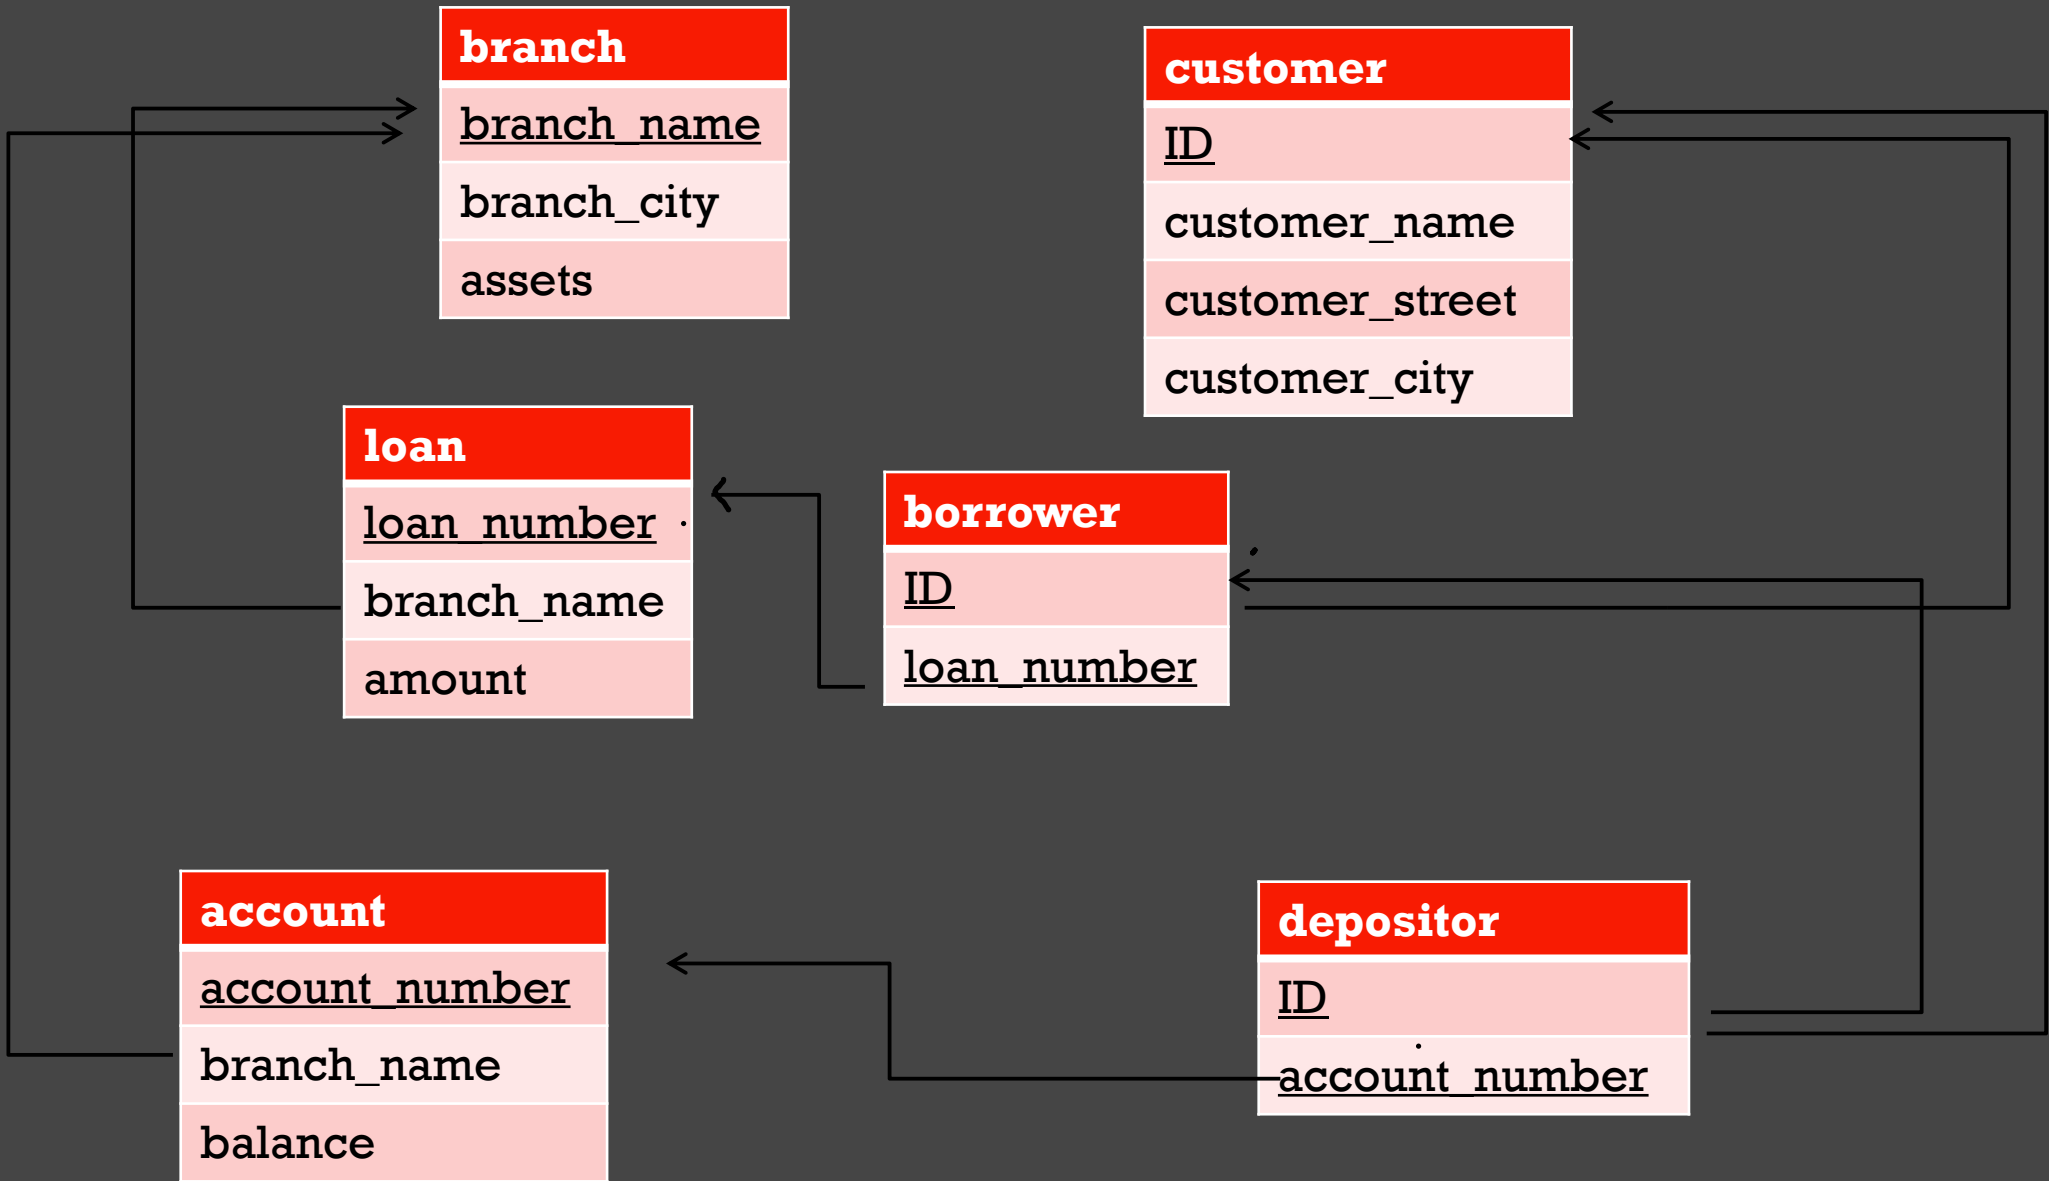 branch
branch_name
branch_city
assets
customer
ID
customer_name
customer_street
customer_city
loan
loan_number
branch_name
amount
borrower
ID
loan_number
account
account_number
branch_name
balance
depositor
ID
account_number